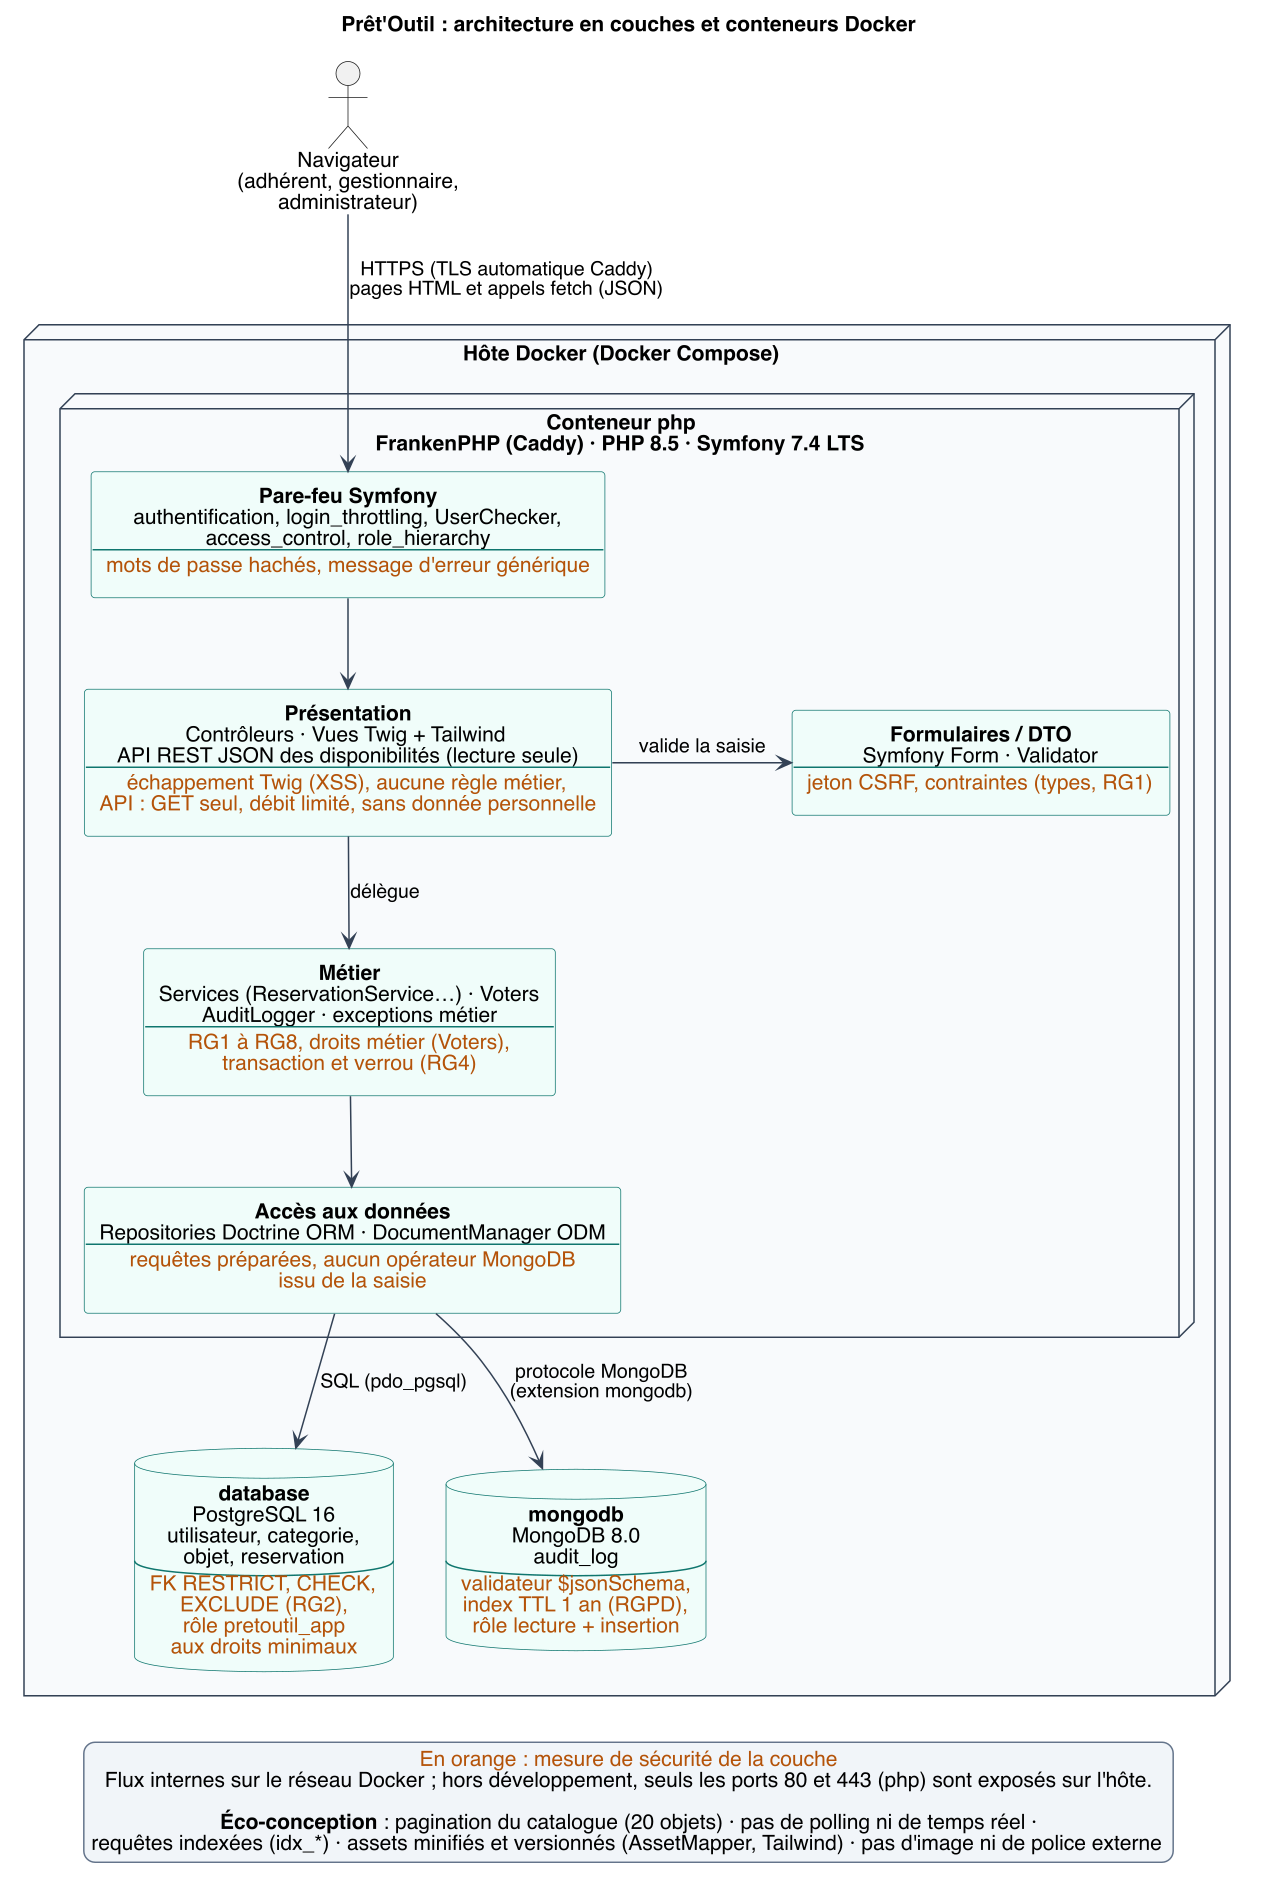 Prêt'Outil : architecture en couches et conteneurs Docker
Navigateur
(adhérent, gestionnaire,
administrateur)
HTTPS (TLS automatique Caddy)
pages HTML et appels fetch (JSON)
Hôte Docker (Docker Compose)
Conteneur php
FrankenPHP (Caddy) · PHP 8.5 · Symfony 7.4 LTS
Pare-feu Symfony
authentification, login_throttling, UserChecker,
access_control, role_hierarchy
mots de passe hachés, message d'erreur générique
Présentation
Contrôleurs · Vues Twig + Tailwind
API REST JSON des disponibilités (lecture seule)
échappement Twig (XSS), aucune règle métier,
API : GET seul, débit limité, sans donnée personnelle
valide la saisie
Formulaires / DTO
Symfony Form · Validator
jeton CSRF, contraintes (types, RG1)
délègue
Métier
Services (ReservationService…) · Voters
AuditLogger · exceptions métier
RG1 à RG8, droits métier (Voters),
transaction et verrou (RG4)
Accès aux données
Repositories Doctrine ORM · DocumentManager ODM
requêtes préparées, aucun opérateur MongoDB
issu de la saisie
SQL (pdo_pgsql)
protocole MongoDB
(extension mongodb)
database
PostgreSQL 16
utilisateur, categorie,
objet, reservation
FK RESTRICT, CHECK,
EXCLUDE (RG2),
rôle pretoutil_app
aux droits minimaux
mongodb
MongoDB 8.0
audit_log
validateur $jsonSchema,
index TTL 1 an (RGPD),
rôle lecture + insertion
En orange : mesure de sécurité de la couche
Flux internes sur le réseau Docker ; hors développement, seuls les ports 80 et 443 (php) sont exposés sur l'hôte.
Éco-conception : pagination du catalogue (20 objets) · pas de polling ni de temps réel ·
requêtes indexées (idx_*) · assets minifiés et versionnés (AssetMapper, Tailwind) · pas d'image ni de police externe